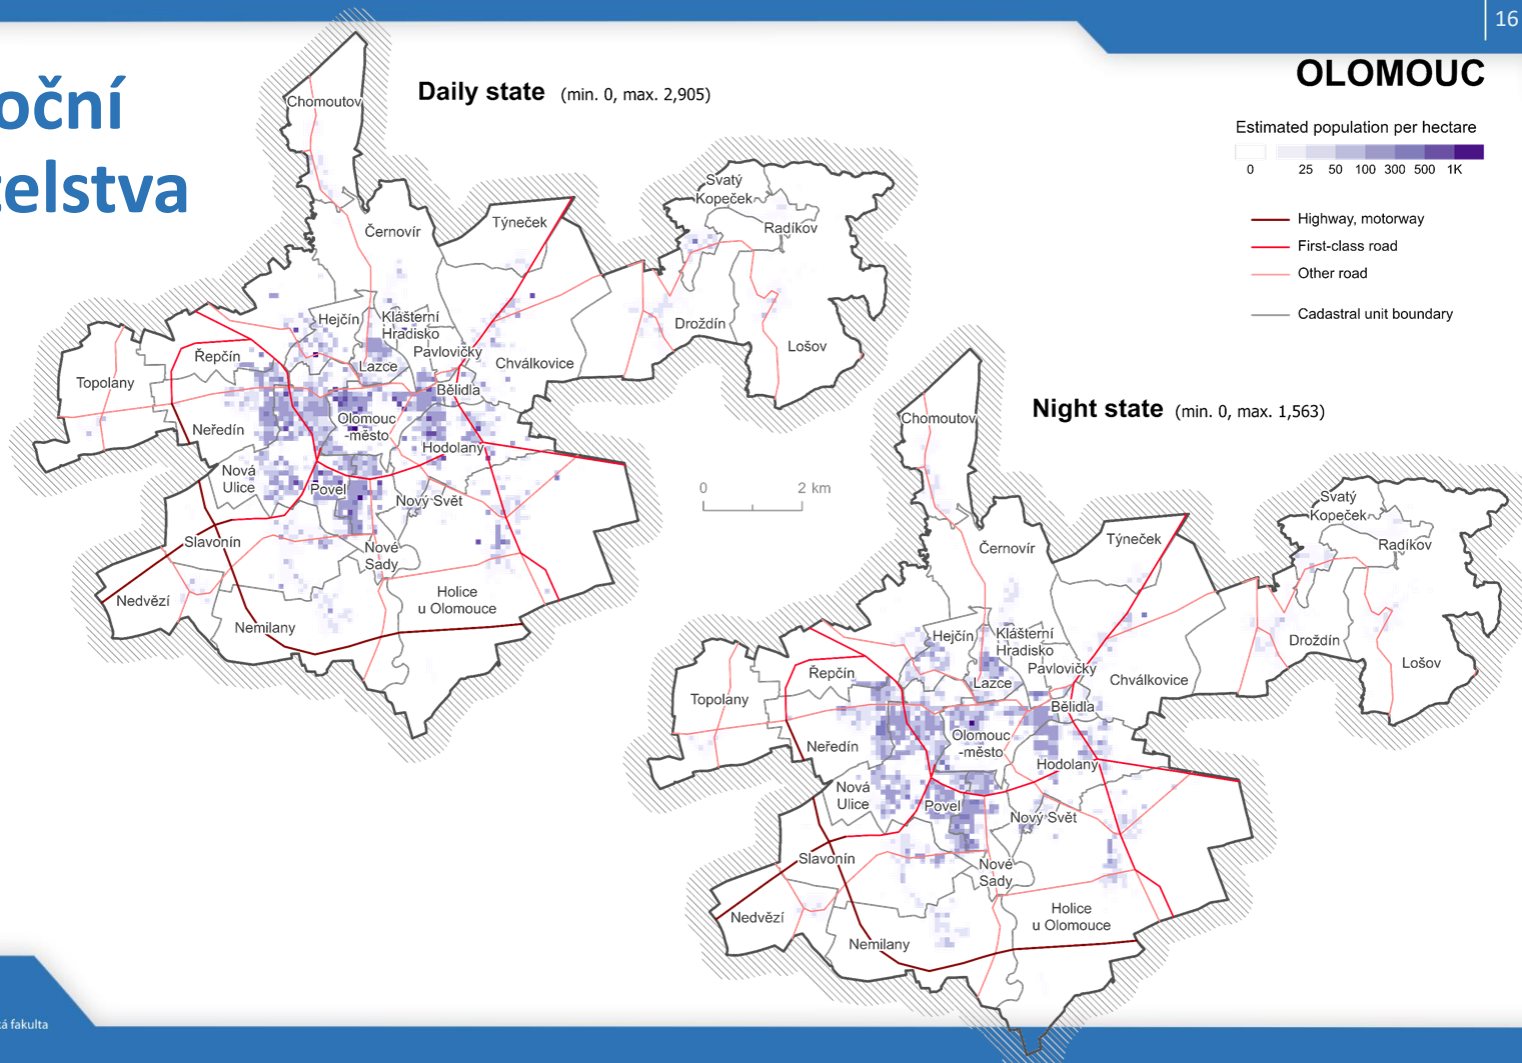 16
oční
telstva
Daily state (min. 0, max. 2,905)
OLOMOUC
Estimated population per hectare
0 25 50 100 300 500 1K
Highway, motorway
First-class road
Other road
Cadastral unit boundary
Chomoutov
Černovír
Týneček
Svatý
Kopeček
Radíkov
Hejčín
Klášterní
Hradisko
Pavlovičky
Droždín
Lošov
Řepčín
Lazce
Chválkovice
Topolany
Bělidla
Neředín
Olomouc
-město
Hodolany
Nová
Ulice
Povel
Nový Svět
Slavonín
Nové
Sady
Nedvězí
Holice
u Olomouce
Nemilany
0 2 km
Night state (min. 0, max. 1,563)
Chomoutov
Černovír
Týneček
Svatý
Kopeček
Radíkov
Hejčín
Klášterní
Hradisko
Pavlovičky
Droždín
Lošov
Řepčín
Lazce
Chválkovice
Topolany
Bělidla
Neředín
Olomouc
-město
Hodolany
Nová
Ulice
Povel
Nový Svět
Slavonín
Nové
Sady
Nedvězí
Holice
u Olomouce
Nemilany
á fakulta